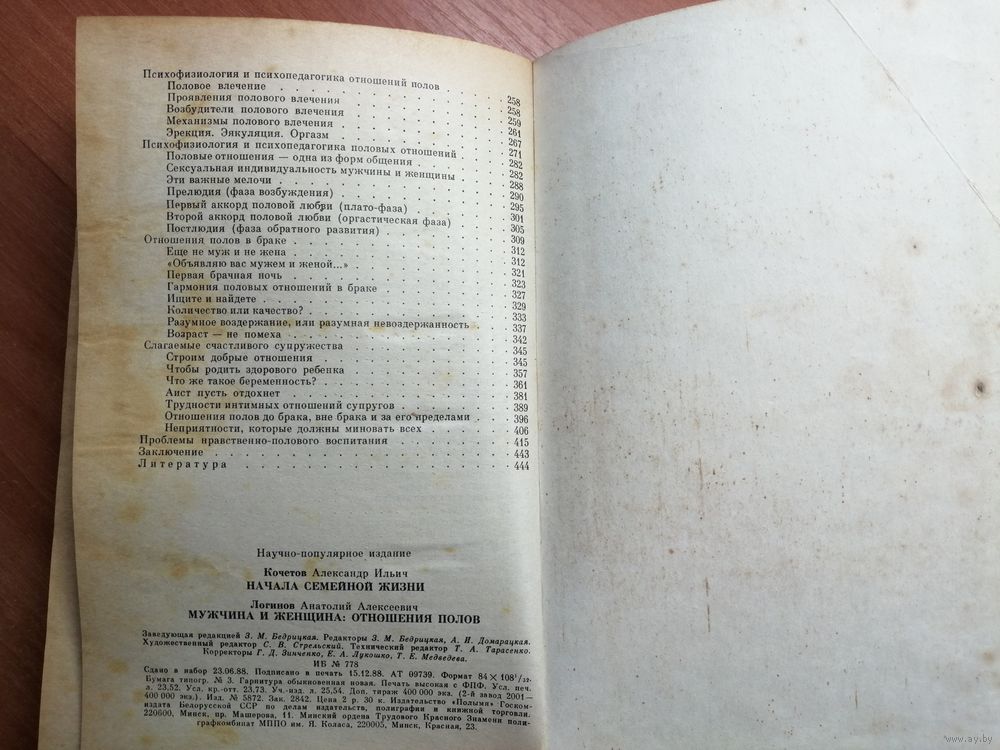 Психофизиология и психопедагогика отношений полов 258
Половое влечение . . . . . . . . . . 258
Проявления полового влечения . . . . . . . 259
Возбудители полового влечения . . . . . . . 261
Механизмы полового влечения . . . . . . . 267
Эрекция. Эякуляция. Оргазм . . . . . . . 271
Психофизиология и психопедагогика половых отношений . 282
Половые отношения — одна из форм общения . . . . 282
Сексуальная индивидуальность мужчины и женщины . . . 288
Эти важные мелочи . . . . . . . . . 290
Прелюдия (фаза возбуждения) . . . . . . . 295
Первый аккорд половой любви (плато-фаза) . . . . 301
Второй аккорд половой любви (оргастическая фаза) . . . 305
Постлюдия (фаза обратного развития) . . . . . 309
Отношения полов в браке . . . . . . . . . 312
Еще не муж и не жена . . . . . . . . 312
«Объявляю вас мужем и женой...» . . . . . . 321
Первая брачная ночь . . . . . . . . 323
Гармония половых отношений в браке . . . . . 327
Ищите и найдете . . . . . . . . . 329
Количество или качество? . . . . . . . . 333
Разумное воздержание, или разумная невоздержанность . . 337
Возраст — не помеха . . . . . . . . 342
Слагаемые счастливого супружества . . . . . . . 345
Строим добрые отношения . . . . . . . . 345
Чтобы родить здорового ребенка . . . . . . . 357
Что же такое беременность? . . . . . . . . 361
Аист пусть отдохнет . . . . . . . . . 381
Трудности интимных отношений супругов . . . . . 389
Отношения полов до брака, вне брака и за его пределами . . 396
Неприятности, которые должны миновать всех . . . . 406
Проблемы нравственно-полового воспитания . . . . . . 415
Заключение . . . . . . . . . . . . 443
Литература . . . . . . . . . . . . 444
Научно-популярное издание
Кочетов Александр Ильич
НАЧАЛА СЕМЕЙНОЙ ЖИЗНИ
Логинов Анатолий Алексеевич
МУЖЧИНА И ЖЕНЩИНА: ОТНОШЕНИЯ ПОЛОВ
Заведующая редакцией З. М. Бедрицкая. Редакторы З. М. Бедрицкая, А. И. Домарацкая.
Художественный редактор С. В. Стрельский. Технический редактор Т. А. Тарасенко.
Корректоры Г. Д. Зинченко, Е. А. Лукошко, Т. Е. Медведева.
ИБ № 778
Сдано в набор 23.06.88. Подписано в печать 15.12.88. АТ 09739. Формат 84×108¹/₃₂.
Бумага типогр. № 3. Гарнитура обыкновенная новая. Печать высокая с ФПФ. Усл. печ.
л. 23,52. Усл. кр.-отт. 23,73. Уч.-изд. л. 25,54. Доп. тираж 400 000 экз. (2-й завод 2001—
400 000 экз.). Изд. № 5872. Зак. 2842. Цена 2 р. 30 к. Издательство «Полымя» Госком-
издата Белорусской ССР по делам издательств, полиграфии и книжной торговли.
220600, Минск, пр. Машерова, 11. Минский ордена Трудового Красного Знамени поли-
графкомбинат МППО им. Я. Коласа, 220005, Минск, Красная, 23.
www.ay.by